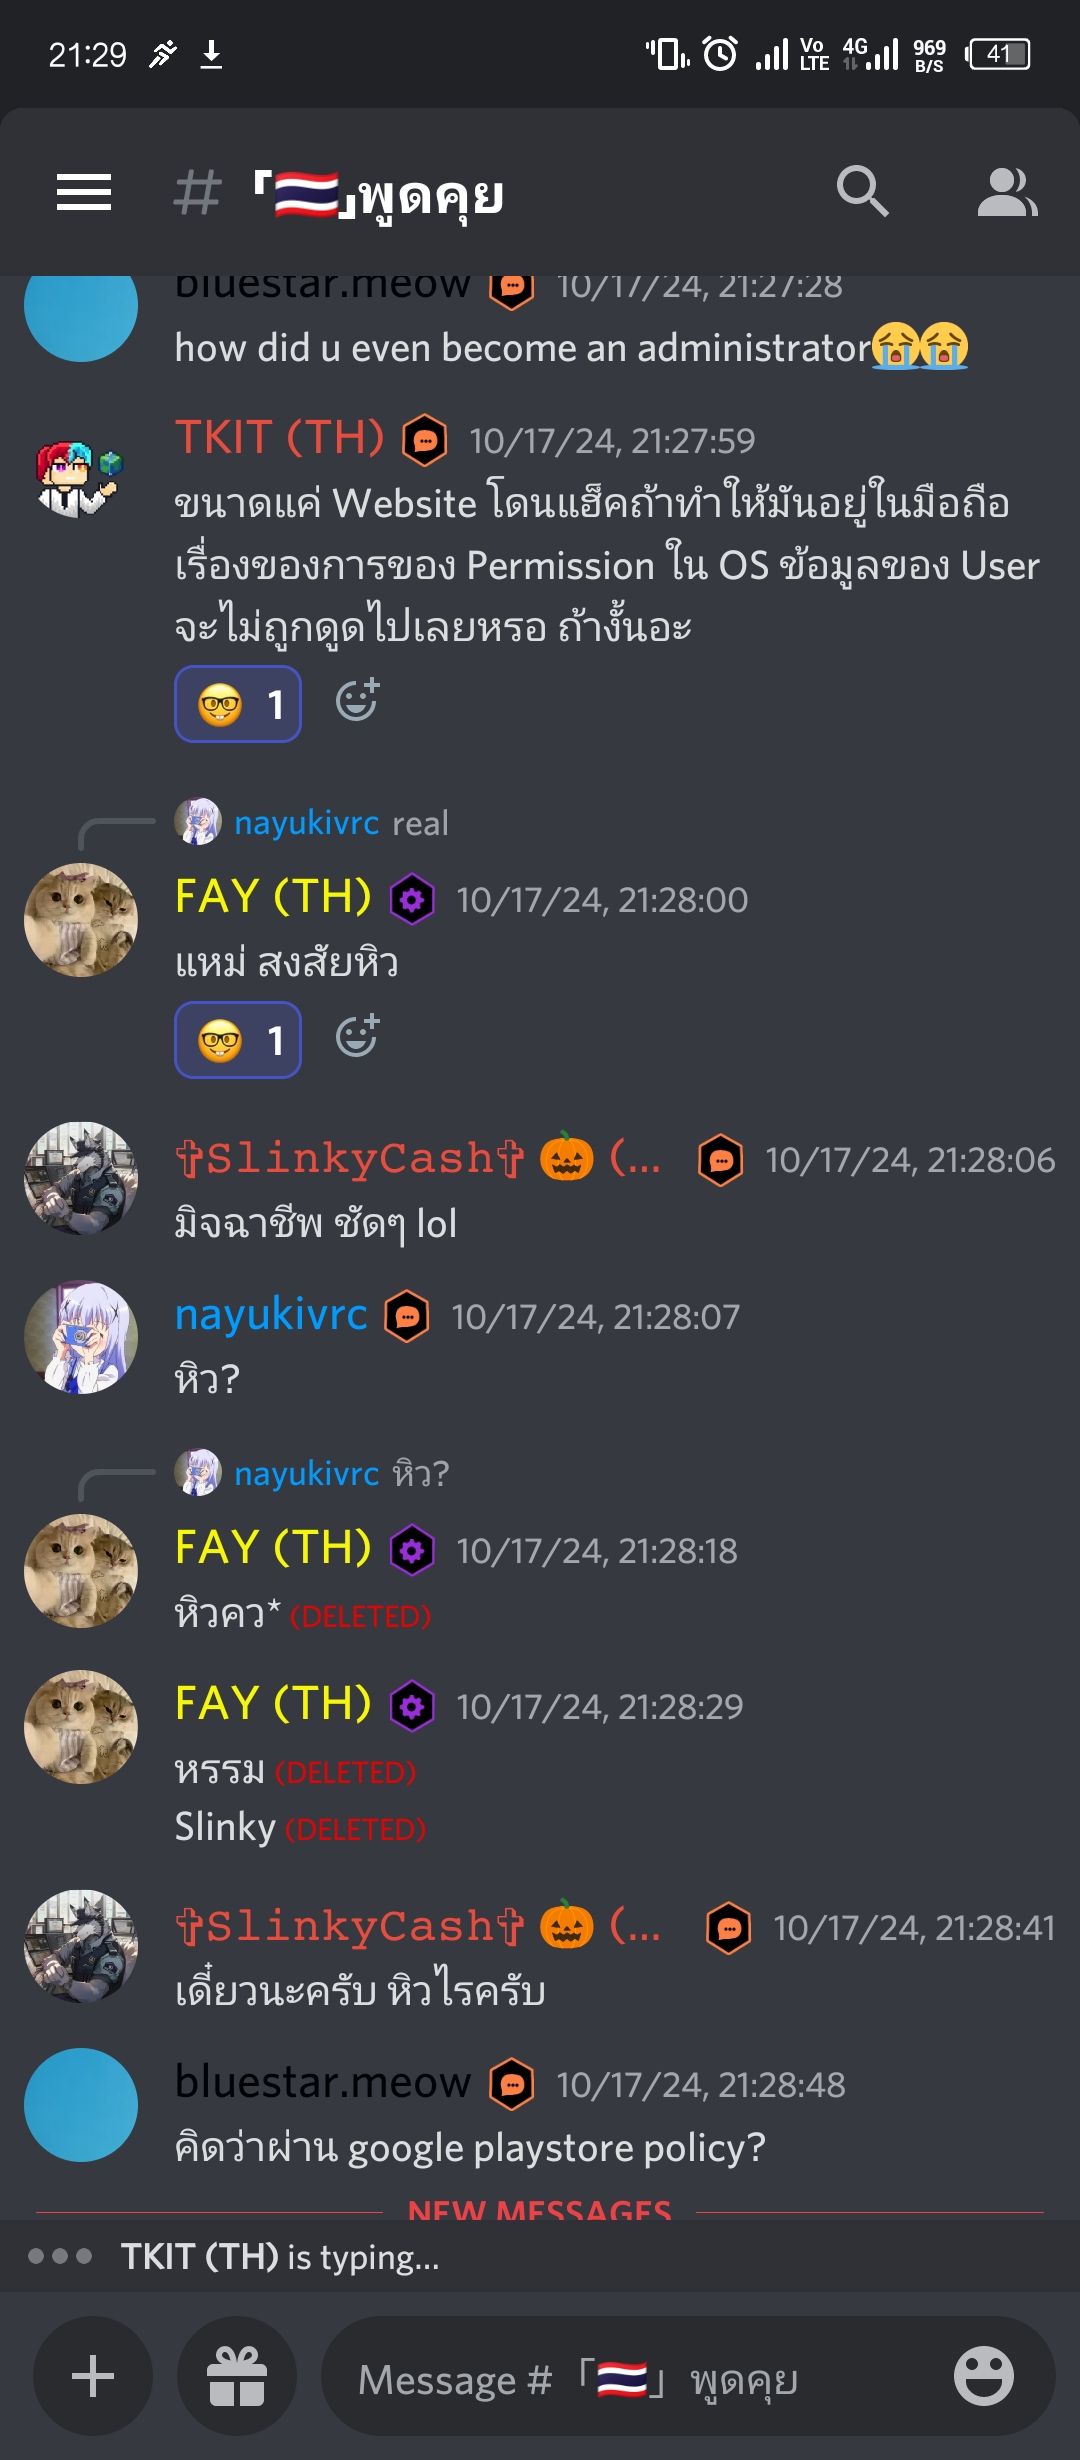 21:29
Vo
LTE
4G
969
B/S
41
# 「🇹🇭」พูดคุย
bluestar.meow 10/17/24, 21:27:28
how did u even become an administrator😭😭
TKIT (TH) 10/17/24, 21:27:59
ขนาดแค่ Website โดนแฮ็คถ้าทำให้มันอยู่ในมือถือ
เรื่องของการของ Permission ใน OS ข้อมูลของ User
จะไม่ถูกดูดไปเลยหรอ ถ้างั้นอะ
🤓 1
nayukivrc real
FAY (TH) 10/17/24, 21:28:00
แหม่ สงสัยหิว
🤓 1
✞SlinkyCash✞ 🎃 (... 10/17/24, 21:28:06
มิจฉาชีพ ชัดๆ lol
nayukivrc 10/17/24, 21:28:07
หิว?
nayukivrc หิว?
FAY (TH) 10/17/24, 21:28:18
หิวคว* (DELETED)
FAY (TH) 10/17/24, 21:28:29
หรรม (DELETED)
Slinky (DELETED)
✞SlinkyCash✞ 🎃 (... 10/17/24, 21:28:41
เดี๋ยวนะครับ หิวไรครับ
bluestar.meow 10/17/24, 21:28:48
คิดว่าผ่าน google playstore policy?
NEW MESSAGES
TKIT (TH) is typing...
Message #「🇹🇭」พูดคุย